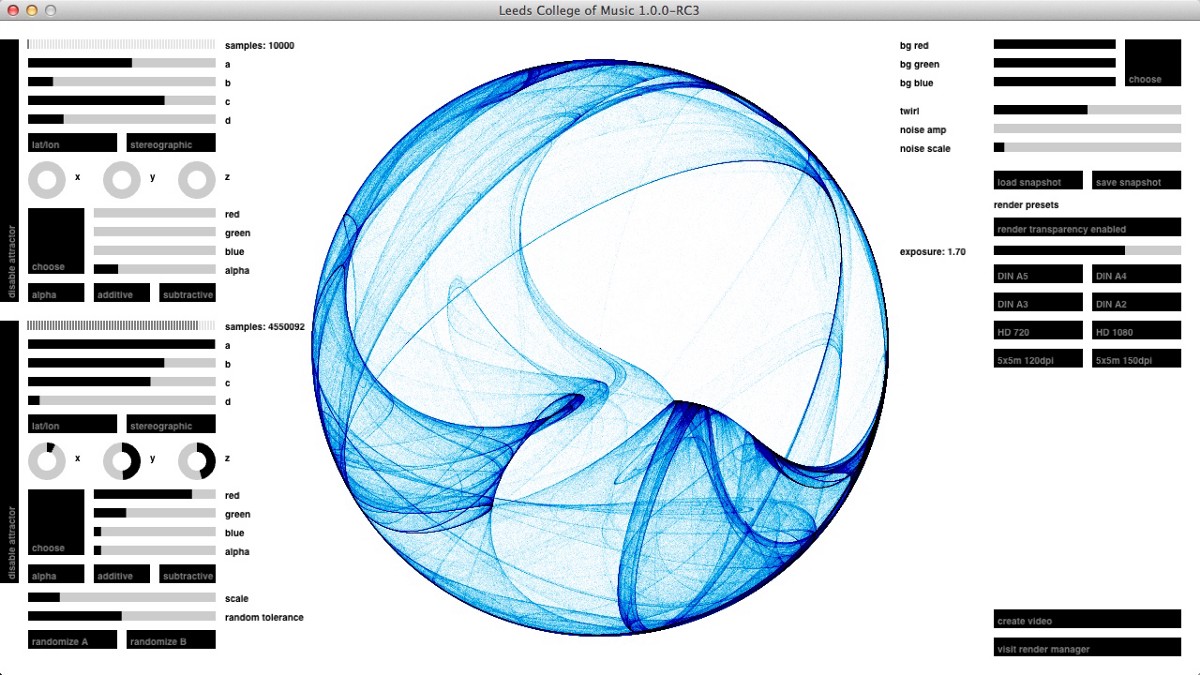 Leeds College of Music 1.0.0-RC3
disable attractor
samples: 10000
a
b
c
d
lat/lon
stereographic
x
y
z
choose
red
green
blue
alpha
alpha
additive
subtractive
disable attractor
samples: 4550092
a
b
c
d
lat/lon
stereographic
x
y
z
choose
red
green
blue
alpha
alpha
additive
subtractive
scale
random tolerance
randomize A
randomize B
bg red
bg green
bg blue
choose
twirl
noise amp
noise scale
load snapshot
save snapshot
render presets
render transparency enabled
exposure: 1.70
DIN A5
DIN A4
DIN A3
DIN A2
HD 720
HD 1080
5x5m 120dpi
5x5m 150dpi
create video
visit render manager